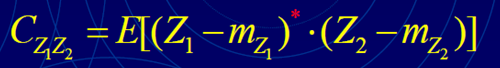 C_{Z_1Z_2} = E[(Z_1 − m_{Z_1})^* · (Z_2 − m_{Z_2})]